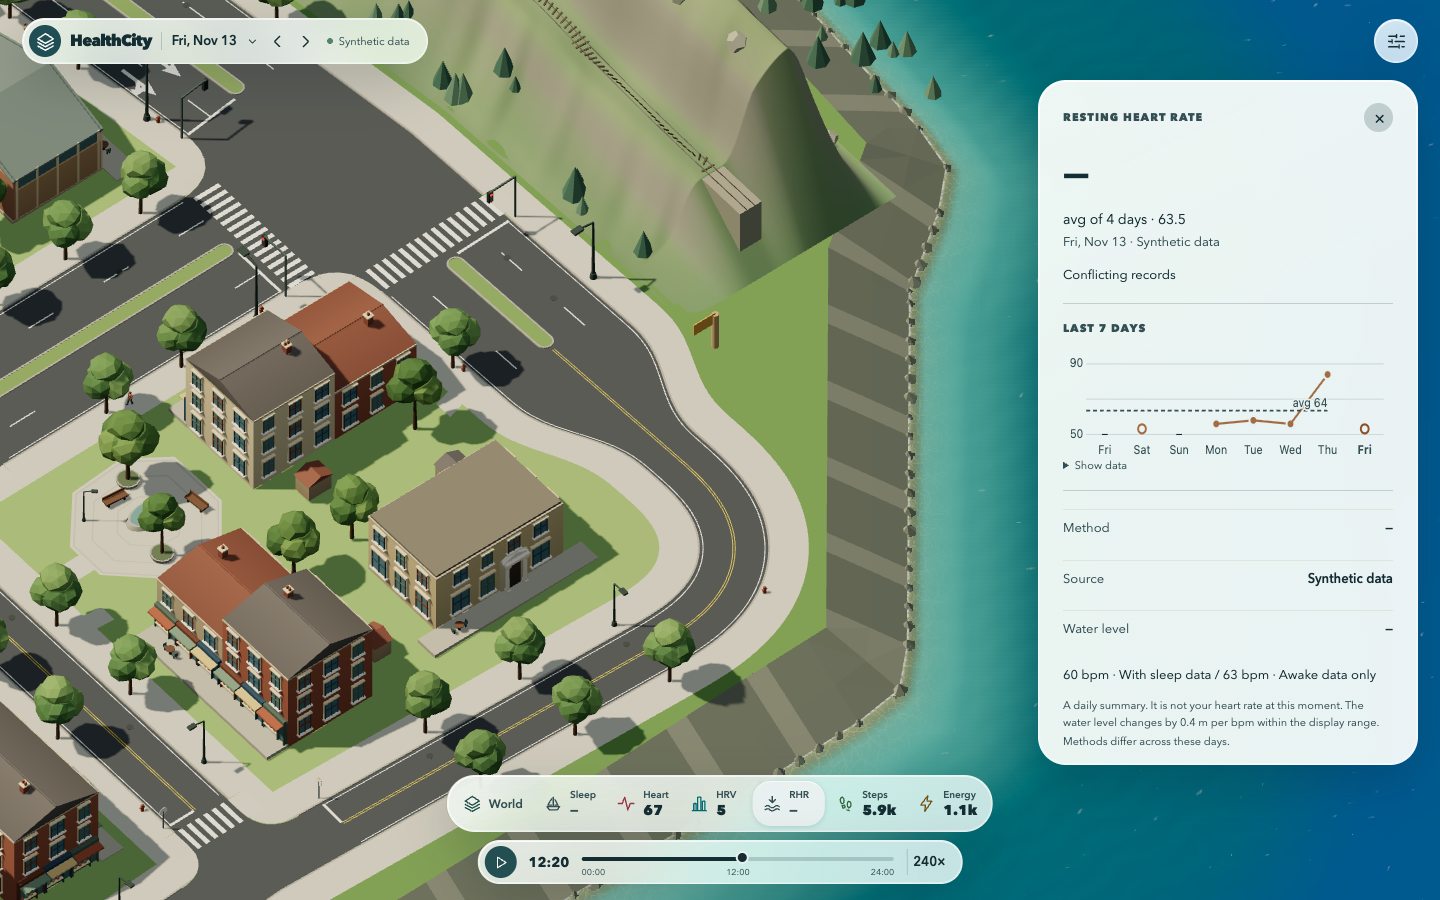 HealthCity
Fri, Nov 13
Synthetic data
RESTING HEART RATE
–
avg of 4 days · 63.5
Fri, Nov 13 · Synthetic data
Conflicting records
LAST 7 DAYS
90
avg 64
50
– –
Fri Sat Sun Mon Tue Wed Thu Fri
Show data
Method –
Source Synthetic data
Water level –
60 bpm · With sleep data / 63 bpm · Awake data only
A daily summary. It is not your heart rate at this moment. The
water level changes by 0.4 m per bpm within the display range.
Methods differ across these days.
World
Sleep
–
Heart
67
HRV
5
RHR
–
Steps
5.9k
Energy
1.1k
12:20
00:00 12:00 24:00
240×